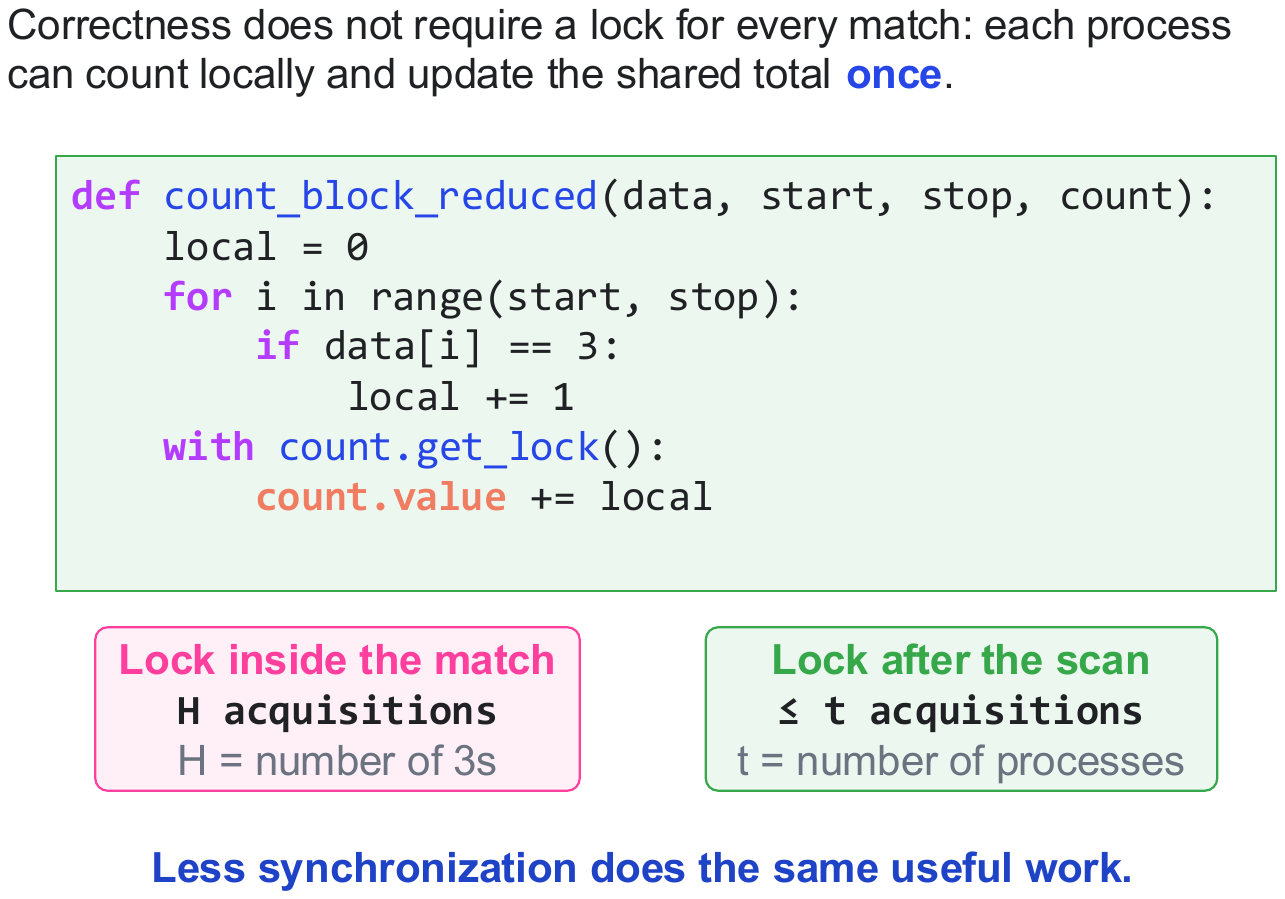 Correctness does not require a lock for every match: each process
can count locally and update the shared total once.
def count_block_reduced(data, start, stop, count):
    local = 0
    for i in range(start, stop):
        if data[i] == 3:
            local += 1
    with count.get_lock():
        count.value += local
Lock inside the match
H acquisitions
H = number of 3s
Lock after the scan
≤ t acquisitions
t = number of processes
Less synchronization does the same useful work.